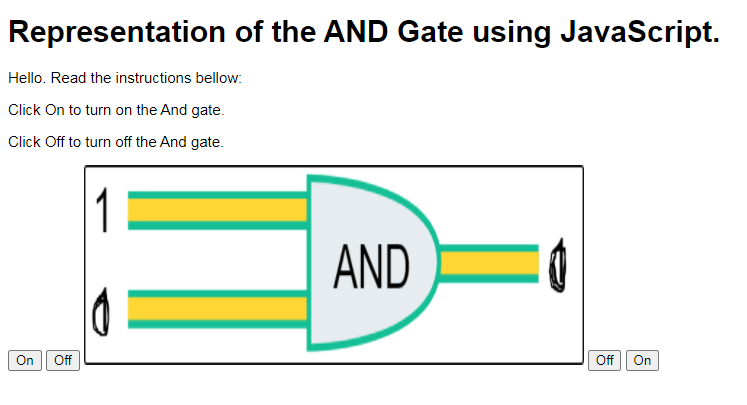 Representation of the AND Gate using JavaScript.
Hello. Read the instructions bellow:
Click On to turn on the And gate.
Click Off to turn off the And gate.
1
AND
0
0
On Off Off On